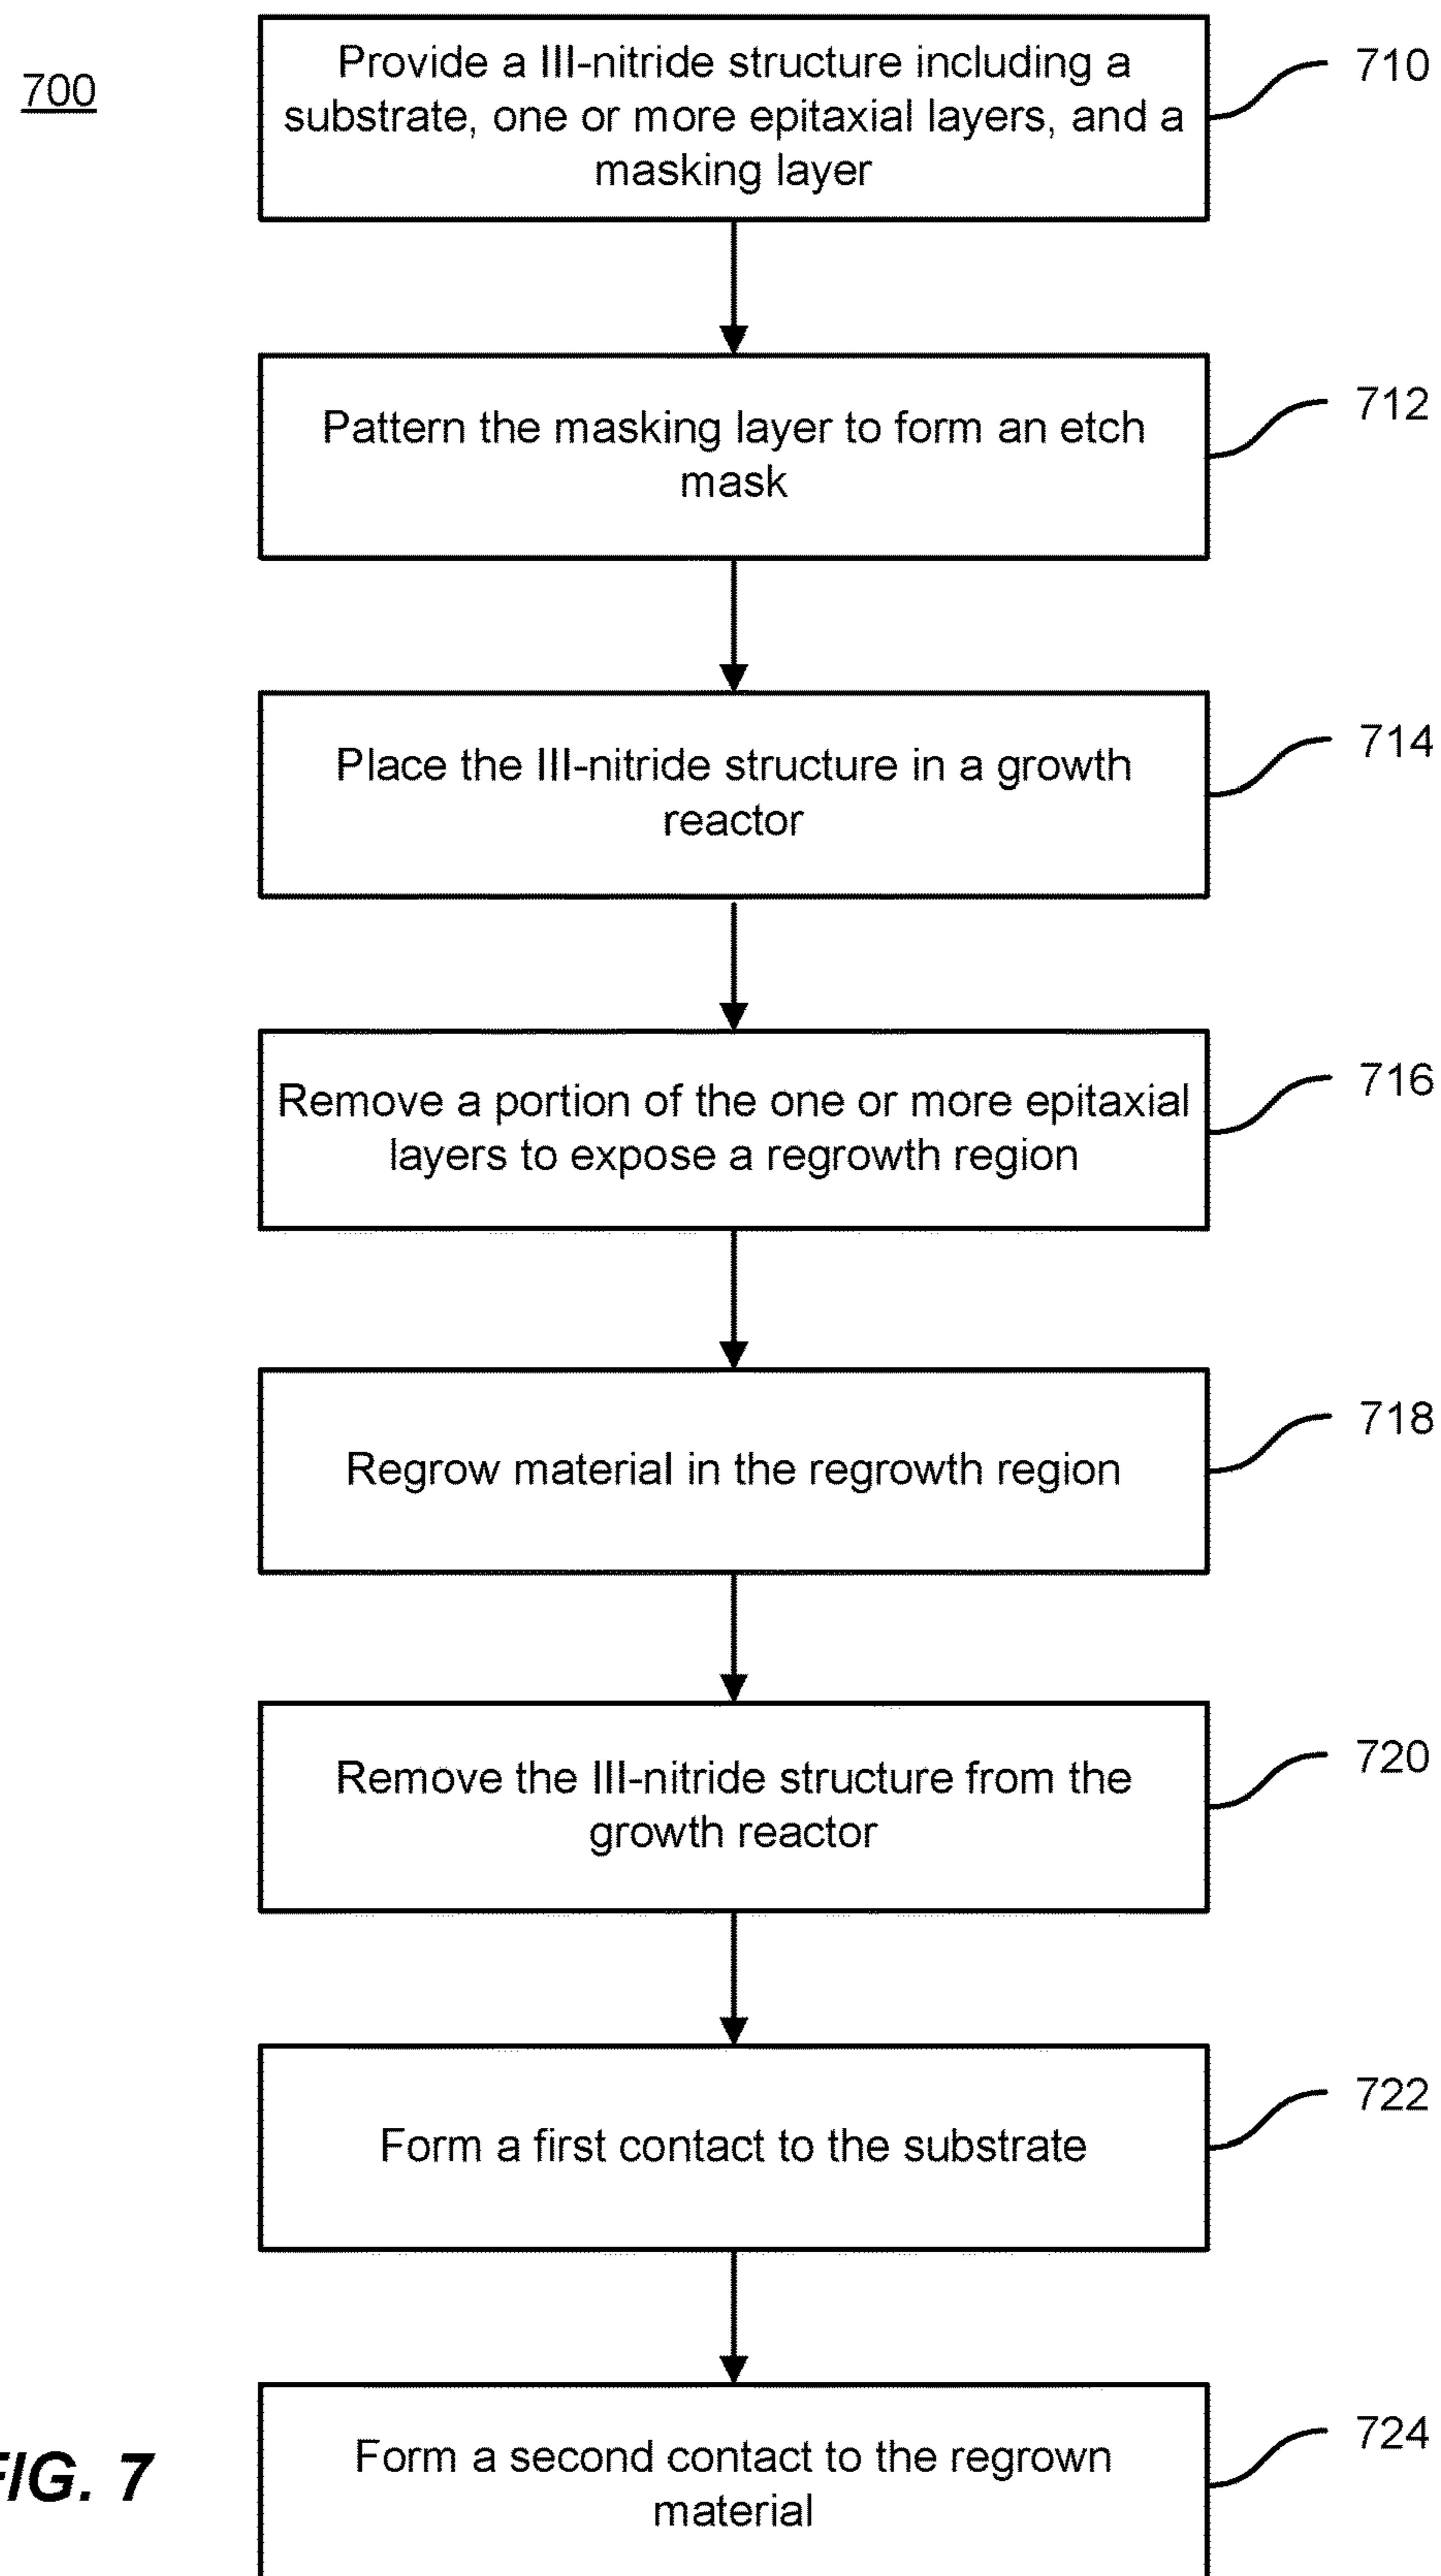 700
Provide a III-nitride structure including a
substrate, one or more epitaxial layers, and a
masking layer
710
Pattern the masking layer to form an etch
mask
712
Place the III-nitride structure in a growth
reactor
714
Remove a portion of the one or more epitaxial
layers to expose a regrowth region
716
Regrow material in the regrowth region
718
Remove the III-nitride structure from the
growth reactor
720
Form a first contact to the substrate
722
Form a second contact to the regrown
material
724
FIG. 7